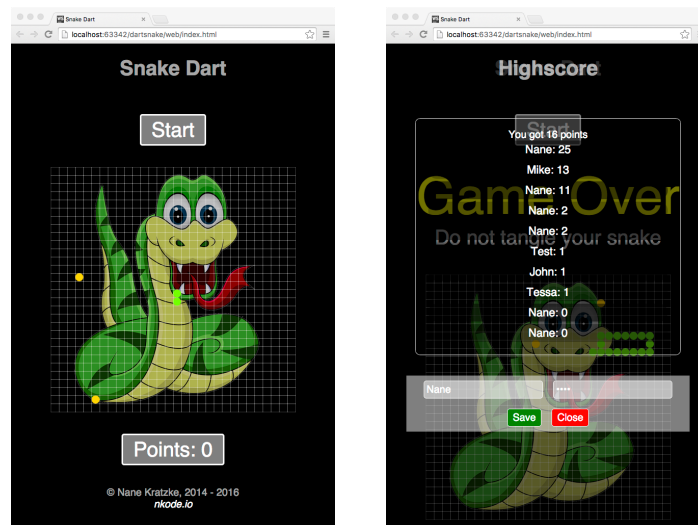 Snake Dart
localhost:63342/dartsnake/web/index.html
Snake Dart
Start
Points: 0
© Nane Kratzke, 2014 - 2016
nkode.io
Snake Dart
localhost:63342/dartsnake/web/index.html
Snake Dart
Highscore
Start
You got 16 points
Nane: 25
Mike: 13
Nane: 11
Game Over
Nane: 2
Nane: 2
Do not tangle your snake
Test: 1
John: 1
Tessa: 1
Nane: 0
Nane: 0
Nane
••••
Save
Close